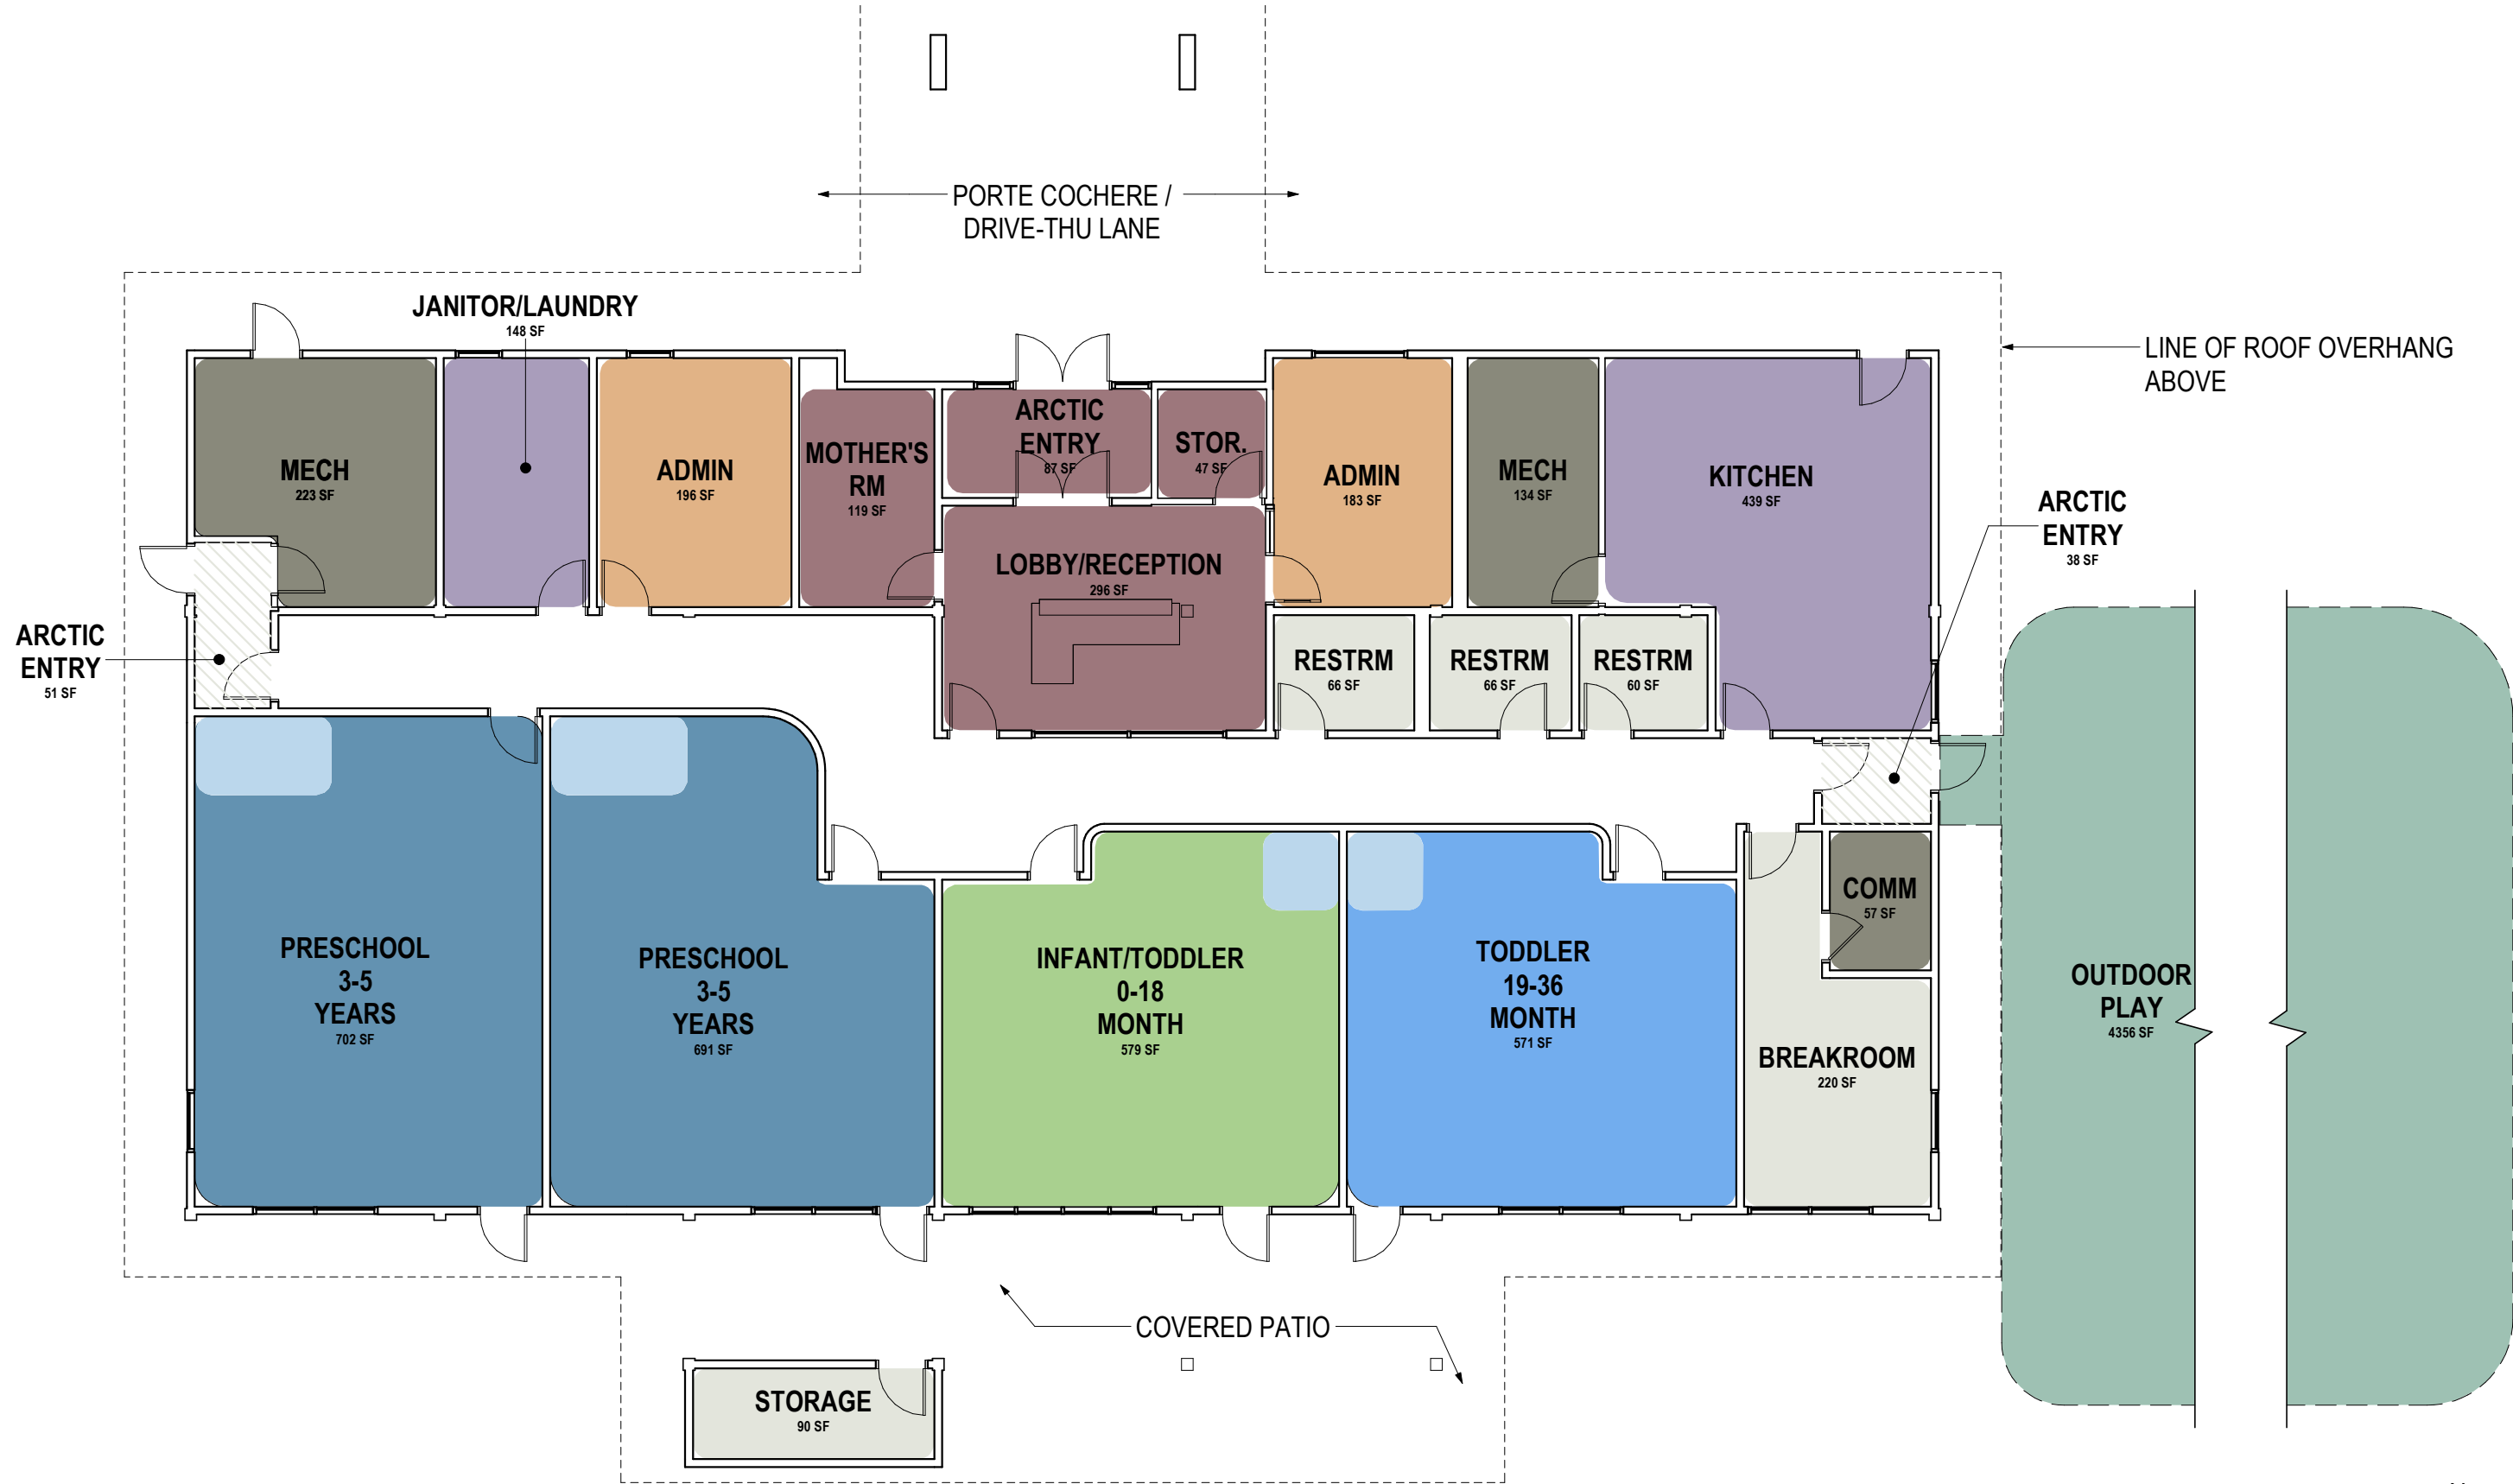 PORTE COCHERE /
DRIVE-THU LANE
JANITOR/LAUNDRY
148 SF
LINE OF ROOF OVERHANG
ABOVE
MECH
223 SF
ADMIN
196 SF
MOTHER'S
RM
119 SF
ARCTIC
ENTRY
87 SF
STOR.
47 SF
ADMIN
183 SF
MECH
134 SF
KITCHEN
439 SF
ARCTIC
ENTRY
38 SF
LOBBY/RECEPTION
296 SF
ARCTIC
ENTRY
51 SF
RESTRM
66 SF
RESTRM
66 SF
RESTRM
60 SF
PRESCHOOL
3-5
YEARS
702 SF
PRESCHOOL
3-5
YEARS
691 SF
INFANT/TODDLER
0-18
MONTH
579 SF
TODDLER
19-36
MONTH
571 SF
COMM
57 SF
BREAKROOM
220 SF
OUTDOOR
PLAY
4356 SF
COVERED PATIO
STORAGE
90 SF